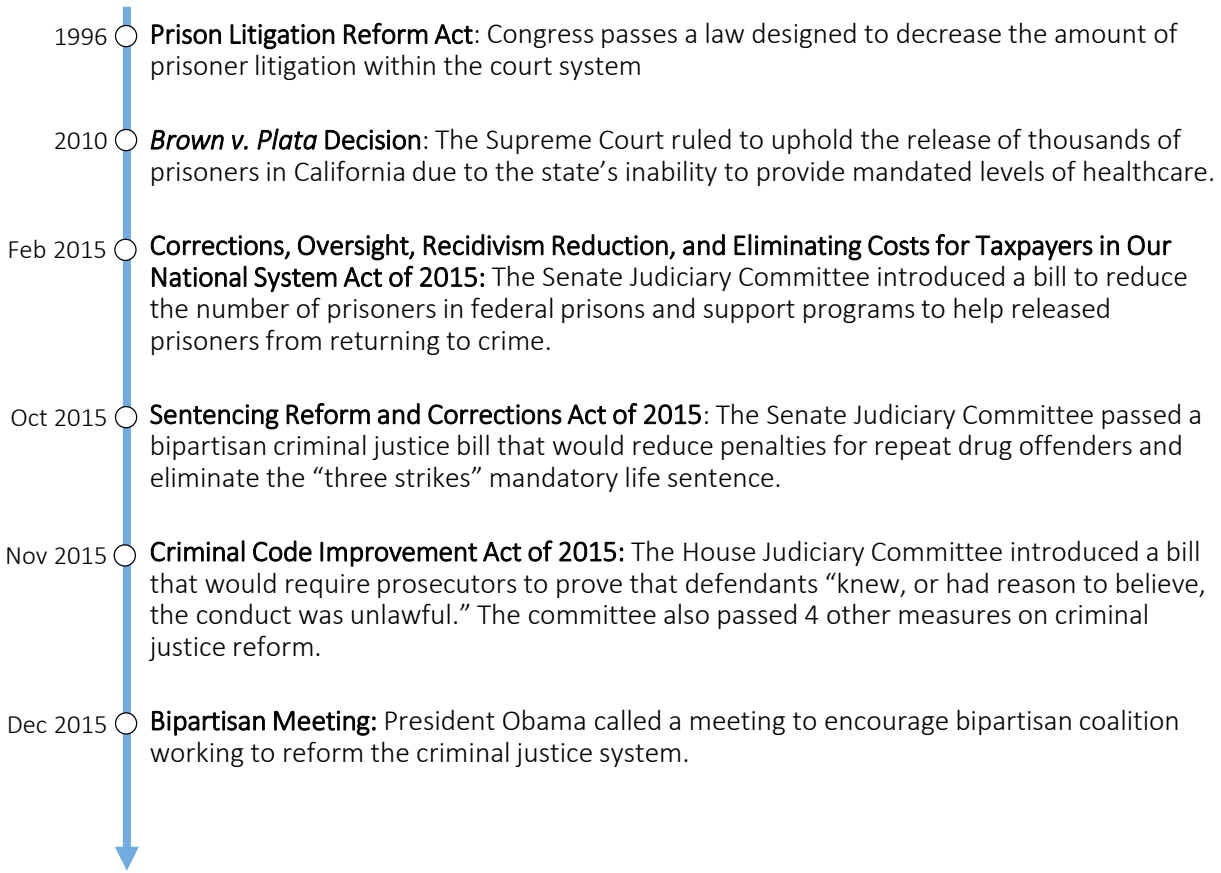 1996 Prison Litigation Reform Act: Congress passes a law designed to decrease the amount of
prisoner litigation within the court system
2010 Brown v. Plata Decision: The Supreme Court ruled to uphold the release of thousands of
prisoners in California due to the state’s inability to provide mandated levels of healthcare.
Feb 2015 Corrections, Oversight, Recidivism Reduction, and Eliminating Costs for Taxpayers in Our
National System Act of 2015: The Senate Judiciary Committee introduced a bill to reduce
the number of prisoners in federal prisons and support programs to help released
prisoners from returning to crime.
Oct 2015 Sentencing Reform and Corrections Act of 2015: The Senate Judiciary Committee passed a
bipartisan criminal justice bill that would reduce penalties for repeat drug offenders and
eliminate the “three strikes” mandatory life sentence.
Nov 2015 Criminal Code Improvement Act of 2015: The House Judiciary Committee introduced a bill
that would require prosecutors to prove that defendants “knew, or had reason to believe,
the conduct was unlawful.” The committee also passed 4 other measures on criminal
justice reform.
Dec 2015 Bipartisan Meeting: President Obama called a meeting to encourage bipartisan coalition
working to reform the criminal justice system.